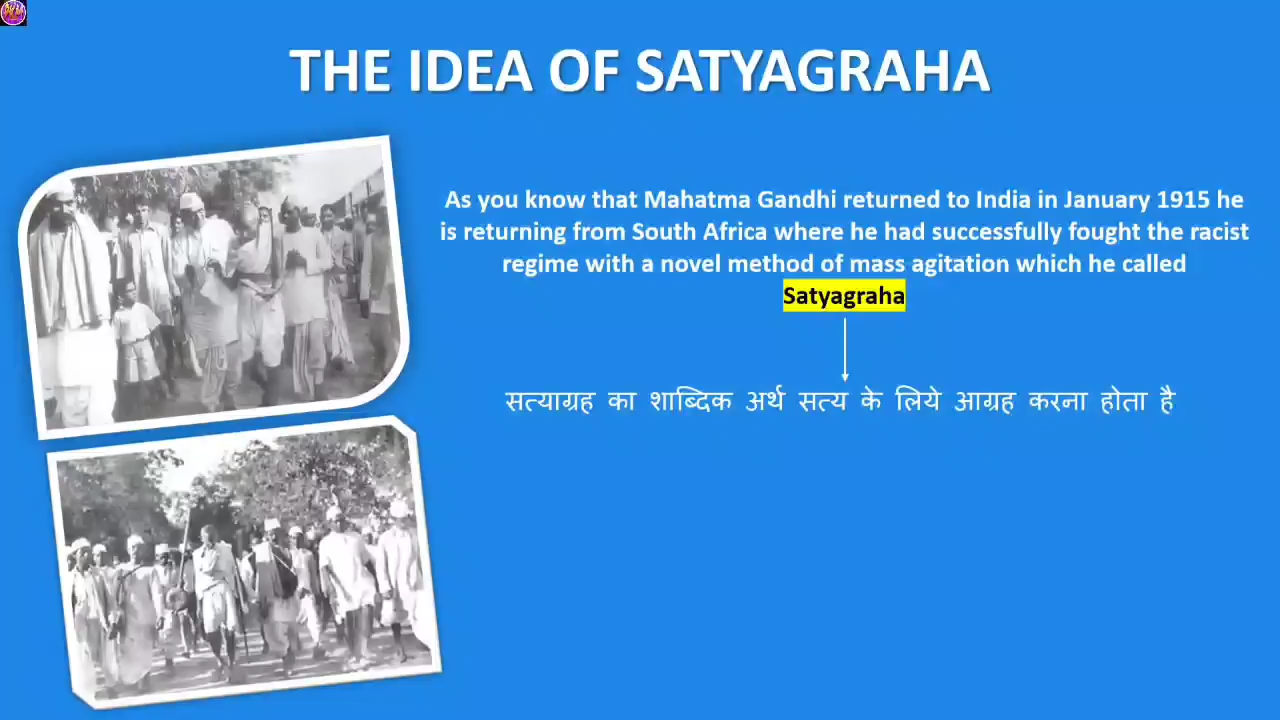 THE IDEA OF SATYAGRAHA
As you know that Mahatma Gandhi returned to India in January 1915 he
is returning from South Africa where he had successfully fought the racist
regime with a novel method of mass agitation which he called
Satyagraha
सत्याग्रह का शाब्दिक अर्थ सत्य के लिये आग्रह करना होता है